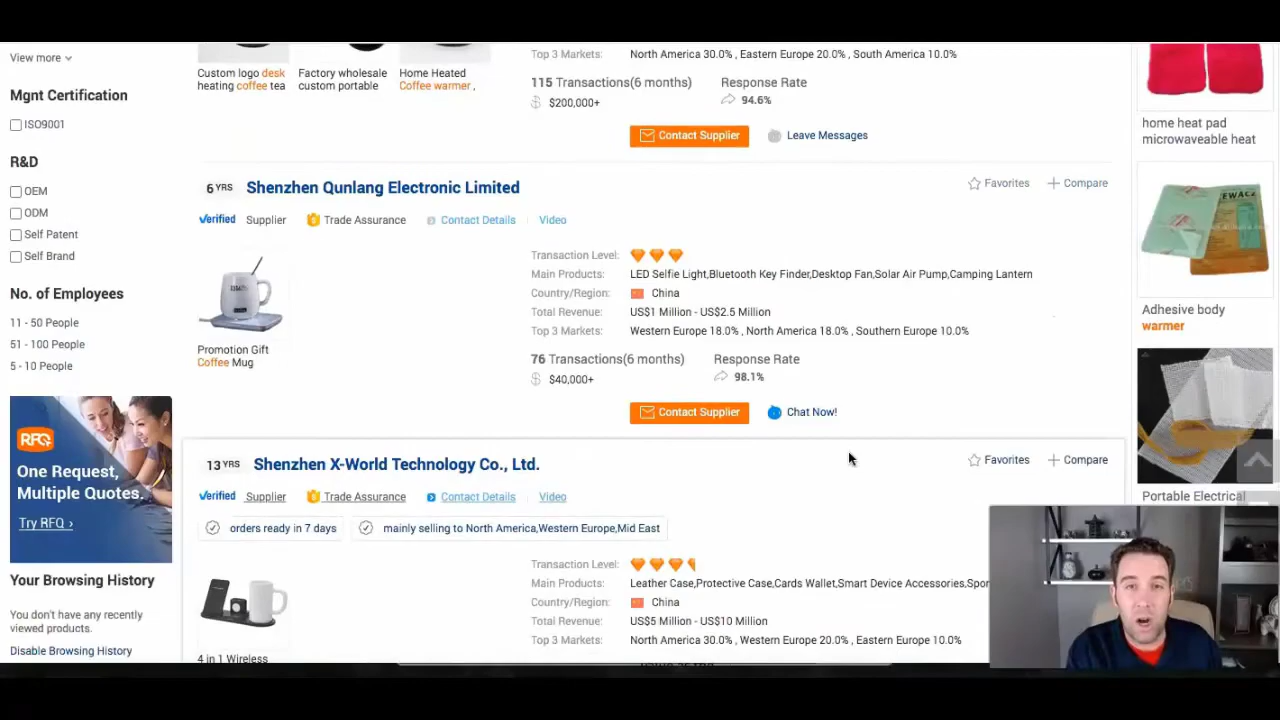 View more
Mgnt Certification
ISO9001
R&D
OEM
ODM
Self Patent
Self Brand
No. of Employees
11 - 50 People
51 - 100 People
5 - 10 People
RFQ
One Request,
Multiple Quotes.
Try RFQ ›
Your Browsing History
You don't have any recently
viewed products.
Disable Browsing History
Custom logo desk
heating coffee tea
Factory wholesale
custom portable
Home Heated
Coffee warmer ,
Top 3 Markets: North America 30.0% , Eastern Europe 20.0% , South America 10.0%
115 Transactions(6 months) Response Rate
$200,000+ 94.6%
Contact Supplier Leave Messages
6 YRS Shenzhen Qunlang Electronic Limited Favorites Compare
Verified Supplier Trade Assurance Contact Details Video
Promotion Gift
Coffee Mug
Transaction Level:
Main Products: LED Selfie Light,Bluetooth Key Finder,Desktop Fan,Solar Air Pump,Camping Lantern
Country/Region: China
Total Revenue: US$1 Million - US$2.5 Million
Top 3 Markets: Western Europe 18.0% , North America 18.0% , Southern Europe 10.0%
76 Transactions(6 months) Response Rate
$40,000+ 98.1%
Contact Supplier Chat Now!
13 YRS Shenzhen X-World Technology Co., Ltd. Favorites Compare
Verified Supplier Trade Assurance Contact Details Video
orders ready in 7 days mainly selling to North America,Western Europe,Mid East
4 in 1 Wireless
Transaction Level:
Main Products: Leather Case,Protective Case,Cards Wallet,Smart Device Accessories,Spor
Country/Region: China
Total Revenue: US$5 Million - US$10 Million
Top 3 Markets: North America 30.0% , Western Europe 20.0% , Eastern Europe 10.0%
home heat pad
microwaveable heat
Adhesive body
warmer
Portable Electrical